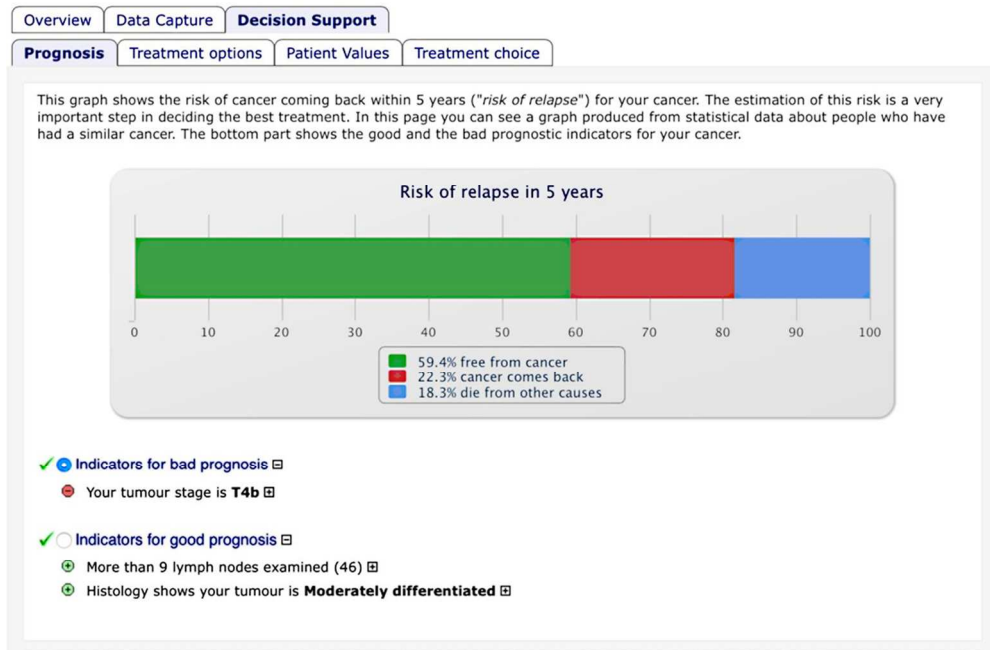 Overview Data Capture Decision Support
Prognosis Treatment options Patient Values Treatment choice
This graph shows the risk of cancer coming back within 5 years ("risk of relapse") for your cancer. The estimation of this risk is a very
important step in deciding the best treatment. In this page you can see a graph produced from statistical data about people who have
had a similar cancer. The bottom part shows the good and the bad prognostic indicators for your cancer.
Risk of relapse in 5 years
0 10 20 30 40 50 60 70 80 90 100
59.4% free from cancer
22.3% cancer comes back
18.3% die from other causes
Indicators for bad prognosis
Your tumour stage is T4b
Indicators for good prognosis
More than 9 lymph nodes examined (46)
Histology shows your tumour is Moderately differentiated